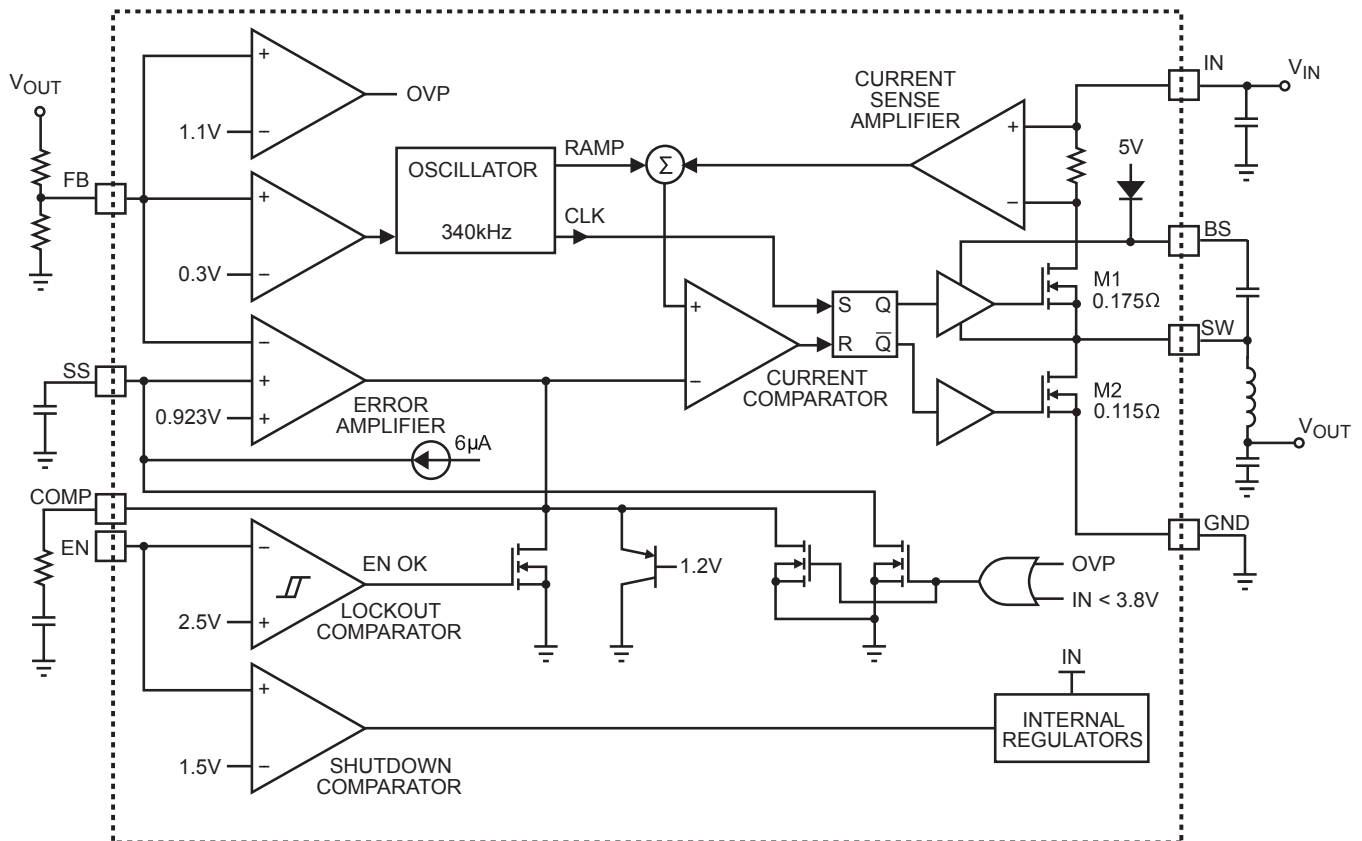 VOUT
FB
SS
COMP
EN
+
−
1.1V
OVP
+
−
0.3V
OSCILLATOR
340kHz
RAMP
CLK
Σ
CURRENT
SENSE
AMPLIFIER
+
−
5V
IN
VIN
BS
SW
VOUT
GND
M1
0.175Ω
M2
0.115Ω
S
Q
R
Q̅
+
−
CURRENT
COMPARATOR
−
+
+
0.923V
ERROR
AMPLIFIER
6µA
−
+
2.5V
EN OK
LOCKOUT
COMPARATOR
1.2V
OVP
IN < 3.8V
+
−
1.5V
SHUTDOWN
COMPARATOR
IN
INTERNAL
REGULATORS